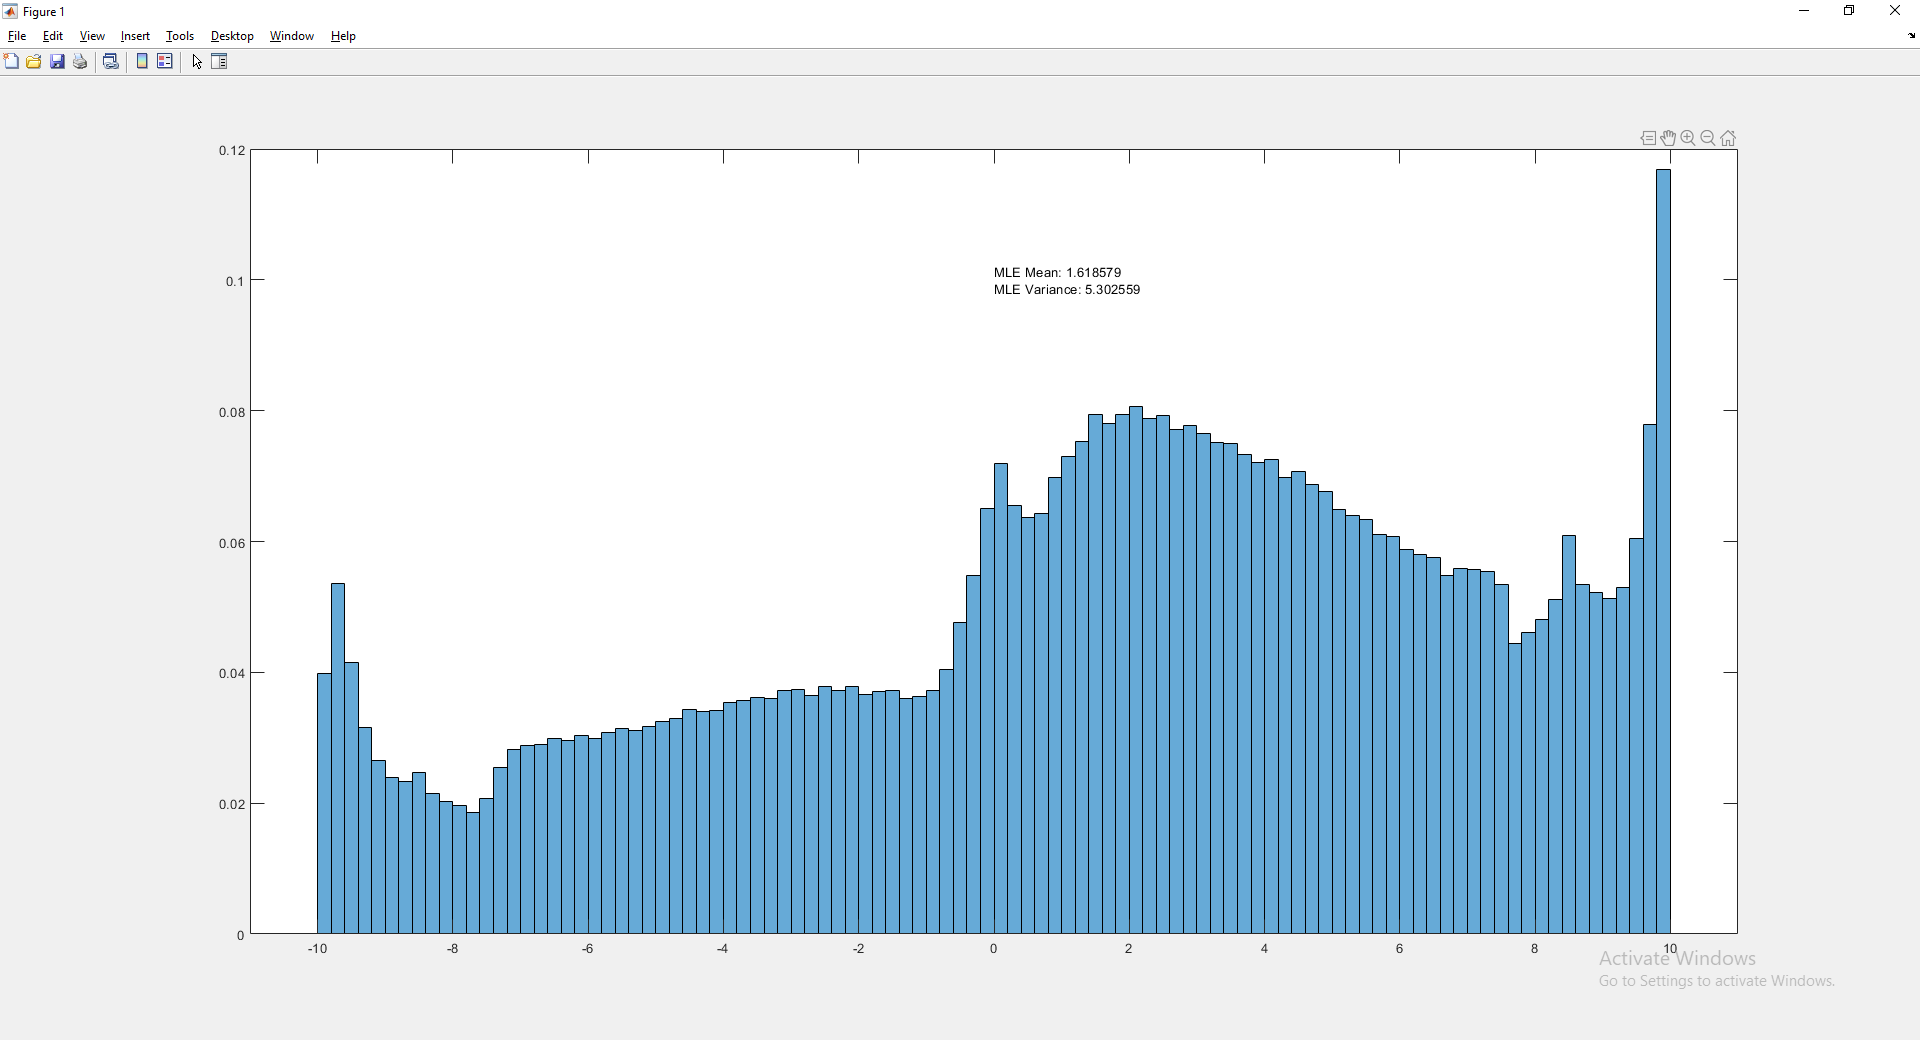 Figure 1
File Edit View Insert Tools Desktop Window Help
0.12
0.1
0.08
0.06
0.04
0.02
0
MLE Mean: 1.618579
MLE Variance: 5.302559
-10 -8 -6 -4 -2 0 2 4 6 8 10
Activate Windows
Go to Settings to activate Windows.